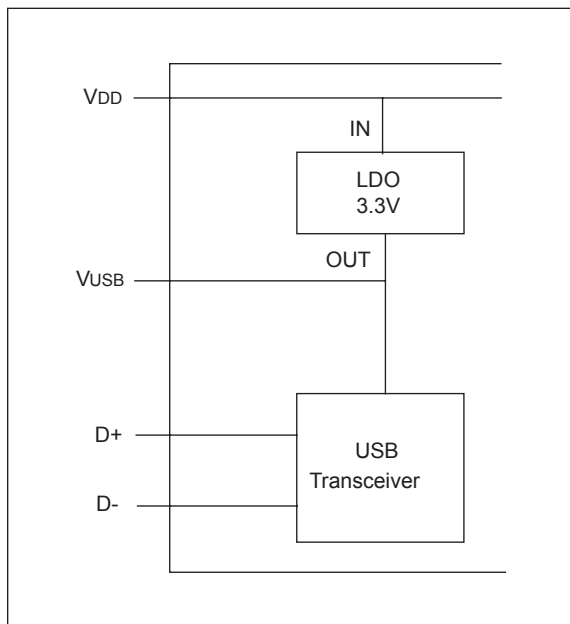 VDD
IN
LDO
3.3V
OUT
VUSB
D+
USB
Transceiver
D-